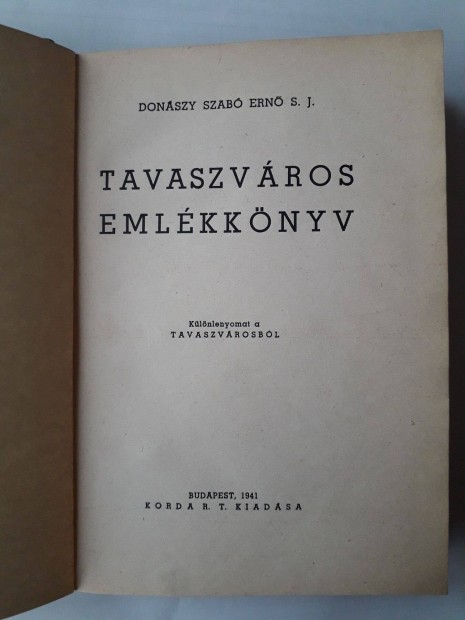 DONÁSZY SZABÓ ERNŐ S. J.
TAVASZVÁROS
EMLÉKKÖNYV
Különlenyomat a
TAVASZVÁROSBÓL
BUDAPEST, 1941
KORDA R. T. KIADÁSA